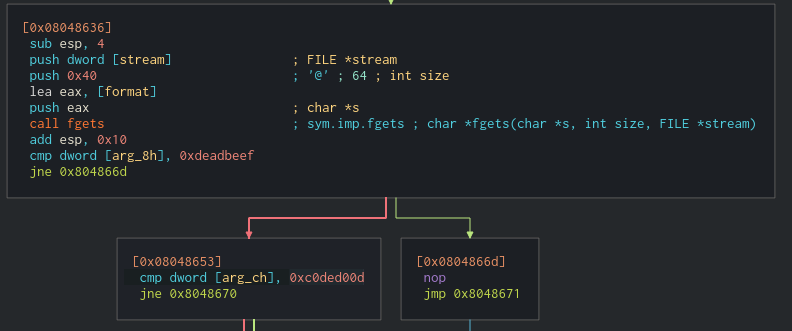 [0x08048636]
sub esp, 4
push dword [stream] ; FILE *stream
push 0x40 ; '@' ; 64 ; int size
lea eax, [format]
push eax ; char *s
call fgets ; sym.imp.fgets ; char *fgets(char *s, int size, FILE *stream)
add esp, 0x10
cmp dword [arg_8h], 0xdeadbeef
jne 0x804866d
[0x08048653]
cmp dword [arg_ch], 0xc0ded00d
jne 0x8048670
[0x0804866d]
nop
jmp 0x8048671